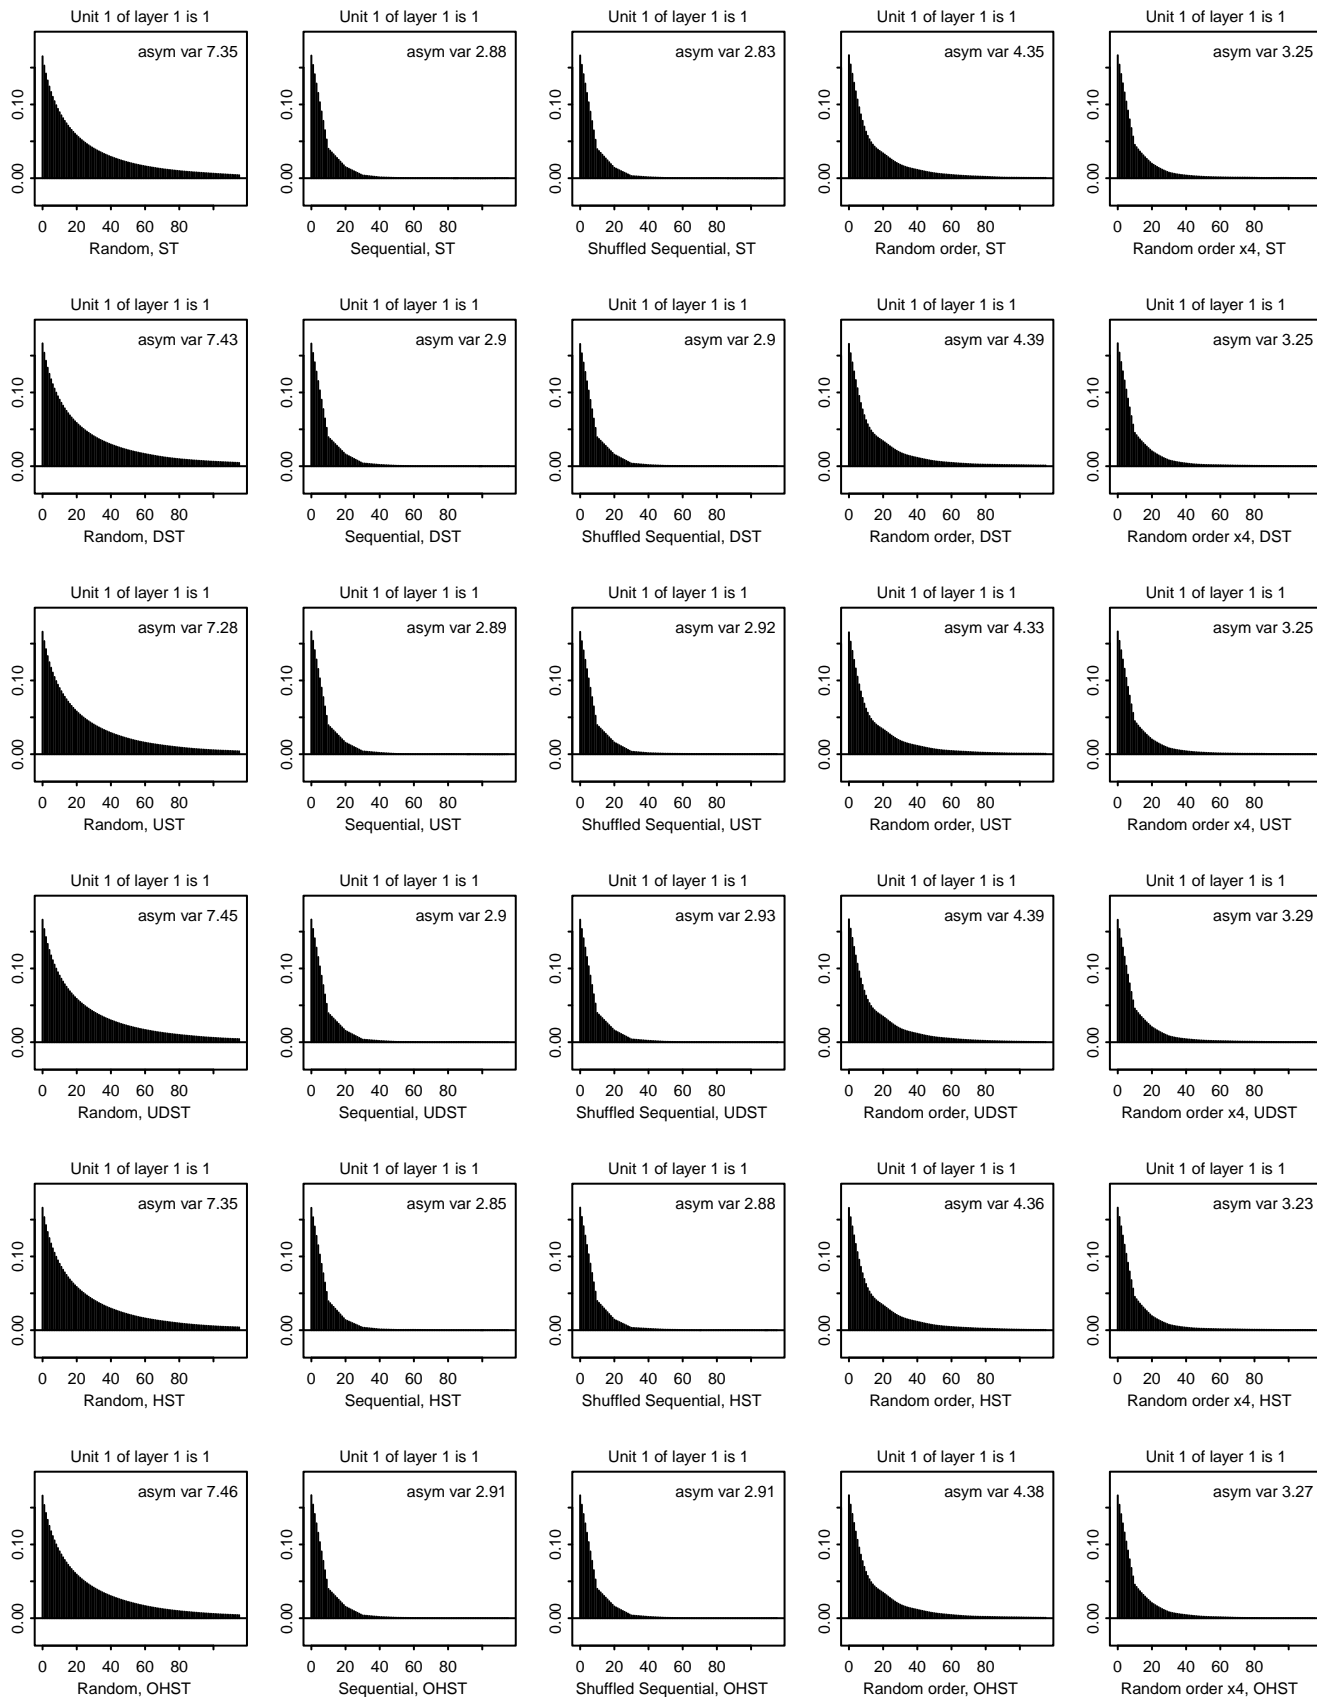 Unit 1 of layer 1 is 1 Unit 1 of layer 1 is 1 Unit 1 of layer 1 is 1 Unit 1 of layer 1 is 1 Unit 1 of layer 1 is 1
asym var 7.35 asym var 2.88 asym var 2.83 asym var 4.35 asym var 3.25
0.10 0.10 0.10 0.10 0.10
0.00 0.00 0.00 0.00 0.00
0 20 40 60 80 0 20 40 60 80 0 20 40 60 80 0 20 40 60 80 0 20 40 60 80
Random, ST Sequential, ST Shuffled Sequential, ST Random order, ST Random order x4, ST
Unit 1 of layer 1 is 1 Unit 1 of layer 1 is 1 Unit 1 of layer 1 is 1 Unit 1 of layer 1 is 1 Unit 1 of layer 1 is 1
asym var 7.43 asym var 2.9 asym var 2.9 asym var 4.39 asym var 3.25
0.10 0.10 0.10 0.10 0.10
0.00 0.00 0.00 0.00 0.00
0 20 40 60 80 0 20 40 60 80 0 20 40 60 80 0 20 40 60 80 0 20 40 60 80
Random, DST Sequential, DST Shuffled Sequential, DST Random order, DST Random order x4, DST
Unit 1 of layer 1 is 1 Unit 1 of layer 1 is 1 Unit 1 of layer 1 is 1 Unit 1 of layer 1 is 1 Unit 1 of layer 1 is 1
asym var 7.28 asym var 2.89 asym var 2.92 asym var 4.33 asym var 3.25
0.10 0.10 0.10 0.10 0.10
0.00 0.00 0.00 0.00 0.00
0 20 40 60 80 0 20 40 60 80 0 20 40 60 80 0 20 40 60 80 0 20 40 60 80
Random, UST Sequential, UST Shuffled Sequential, UST Random order, UST Random order x4, UST
Unit 1 of layer 1 is 1 Unit 1 of layer 1 is 1 Unit 1 of layer 1 is 1 Unit 1 of layer 1 is 1 Unit 1 of layer 1 is 1
asym var 7.45 asym var 2.9 asym var 2.93 asym var 4.39 asym var 3.29
0.10 0.10 0.10 0.10 0.10
0.00 0.00 0.00 0.00 0.00
0 20 40 60 80 0 20 40 60 80 0 20 40 60 80 0 20 40 60 80 0 20 40 60 80
Random, UDST Sequential, UDST Shuffled Sequential, UDST Random order, UDST Random order x4, UDST
Unit 1 of layer 1 is 1 Unit 1 of layer 1 is 1 Unit 1 of layer 1 is 1 Unit 1 of layer 1 is 1 Unit 1 of layer 1 is 1
asym var 7.35 asym var 2.85 asym var 2.88 asym var 4.36 asym var 3.23
0.10 0.10 0.10 0.10 0.10
0.00 0.00 0.00 0.00 0.00
0 20 40 60 80 0 20 40 60 80 0 20 40 60 80 0 20 40 60 80 0 20 40 60 80
Random, HST Sequential, HST Shuffled Sequential, HST Random order, HST Random order x4, HST
Unit 1 of layer 1 is 1 Unit 1 of layer 1 is 1 Unit 1 of layer 1 is 1 Unit 1 of layer 1 is 1 Unit 1 of layer 1 is 1
asym var 7.46 asym var 2.91 asym var 2.91 asym var 4.38 asym var 3.27
0.10 0.10 0.10 0.10 0.10
0.00 0.00 0.00 0.00 0.00
0 20 40 60 80 0 20 40 60 80 0 20 40 60 80 0 20 40 60 80 0 20 40 60 80
Random, OHST Sequential, OHST Shuffled Sequential, OHST Random order, OHST Random order x4, OHST